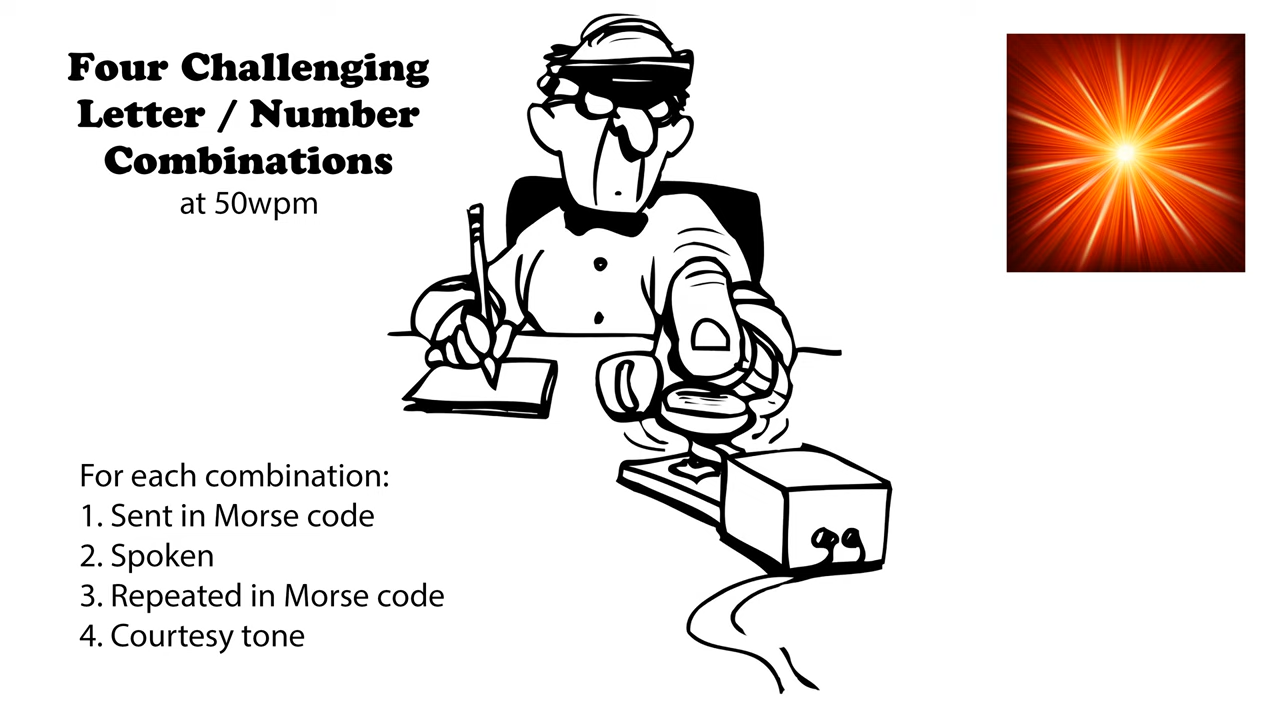 Four Challenging
Letter / Number
Combinations
at 50wpm
For each combination:
1. Sent in Morse code
2. Spoken
3. Repeated in Morse code
4. Courtesy tone